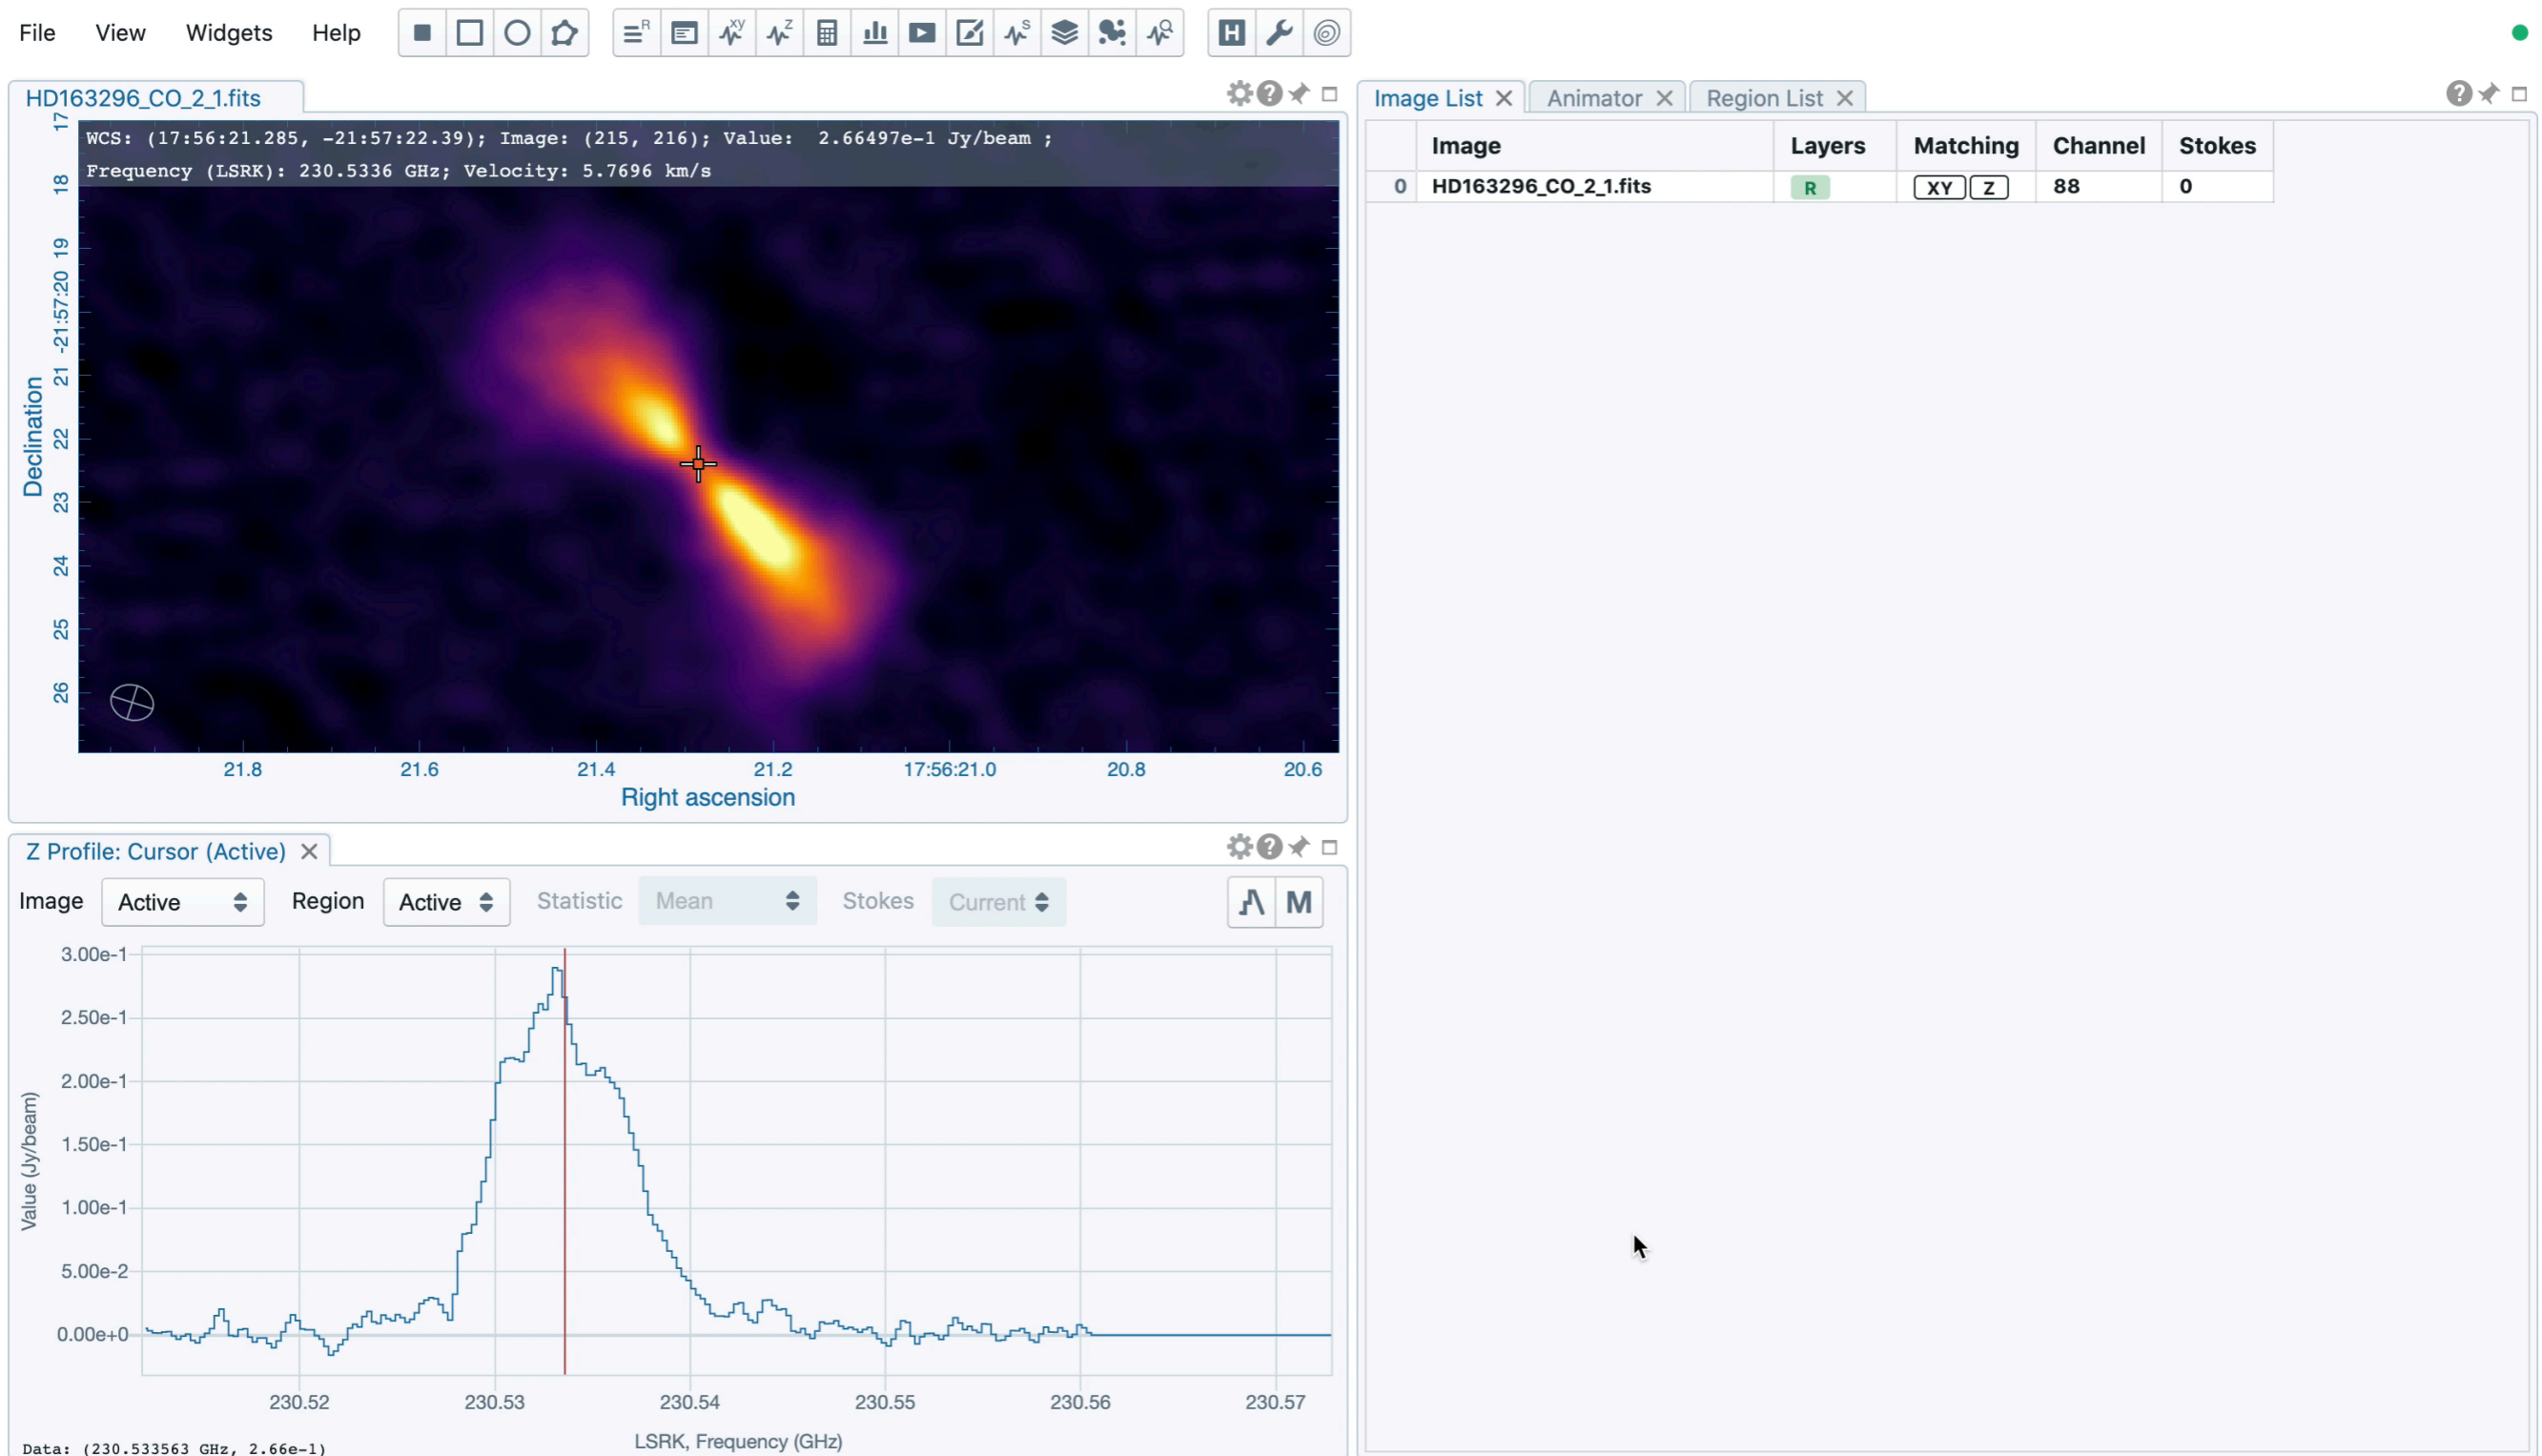 File View Widgets Help
R XY Z S H
HD163296_CO_2_1.fits
WCS: (17:56:21.285, -21:57:22.39); Image: (215, 216); Value: 2.66497e-1 Jy/beam ;
Frequency (LSRK): 230.5336 GHz; Velocity: 5.7696 km/s
Declination
17
18
19
-21:57:20
21
22
23
24
25
26
21.8 21.6 21.4 21.2 17:56:21.0 20.8 20.6
Right ascension
Image List Animator Region List
Image Layers Matching Channel Stokes
0 HD163296_CO_2_1.fits R XY Z 88 0
Z Profile: Cursor (Active)
Image Active Region Active Statistic Mean Stokes Current M
Value (Jy/beam)
3.00e-1
2.50e-1
2.00e-1
1.50e-1
1.00e-1
5.00e-2
0.00e+0
230.52 230.53 230.54 230.55 230.56 230.57
LSRK, Frequency (GHz)
Data: (230.533563 GHz, 2.66e-1)